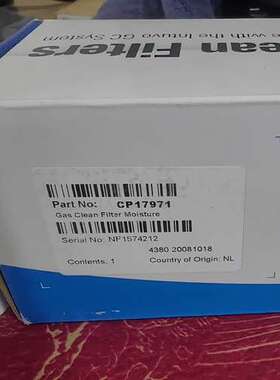 ean Filters
e with the Intuvo GC System
Part No: CP17971
Gas Clean Filter Moisture
Serial No: NF1574212
4380 20081018
Contents: 1 Country of Origin: NL